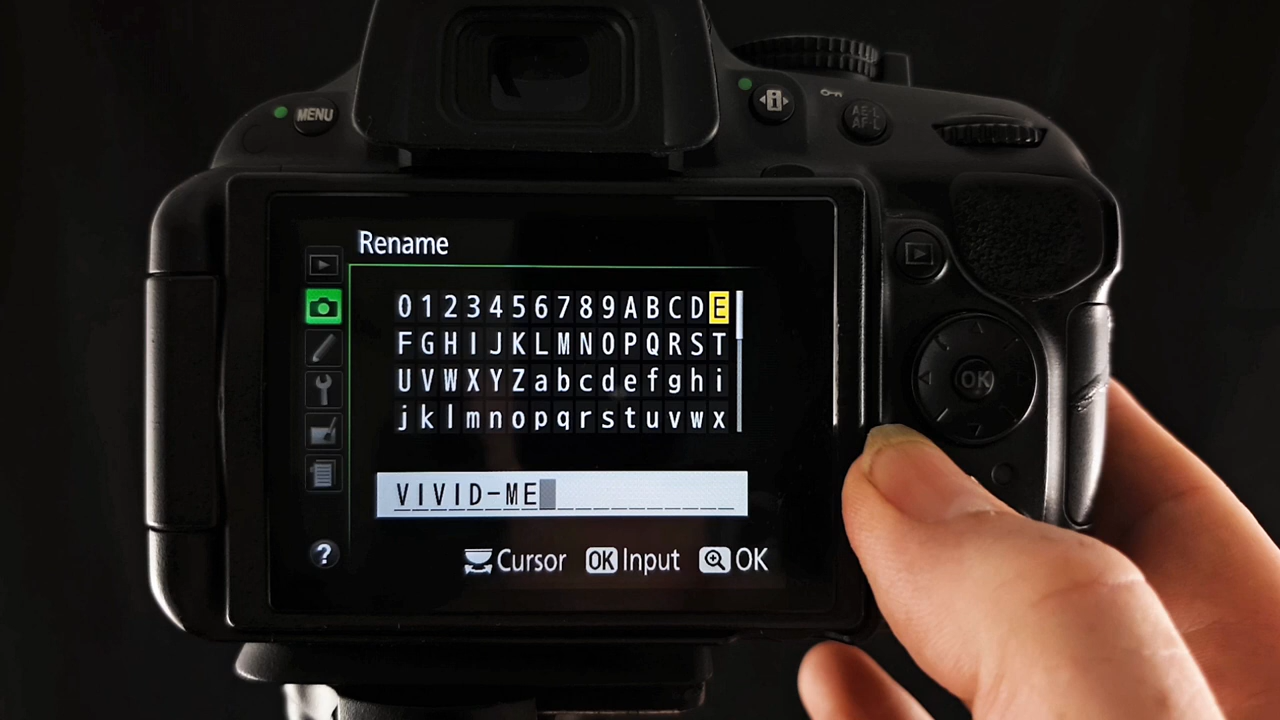 MENU
i
AE-L
AF-L
Rename
0123456789ABCDE
FGHIJKLMNOPQRST
UVWXYZabcdefghi
jklmnopqrstuvwx
VIVID-ME
? Cursor OK Input OK
OK